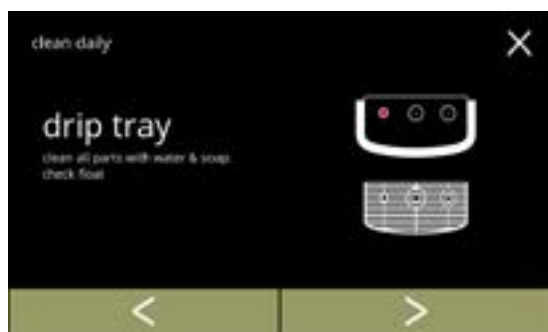 clean daily
drip tray
clean all parts with water & soap.
check float